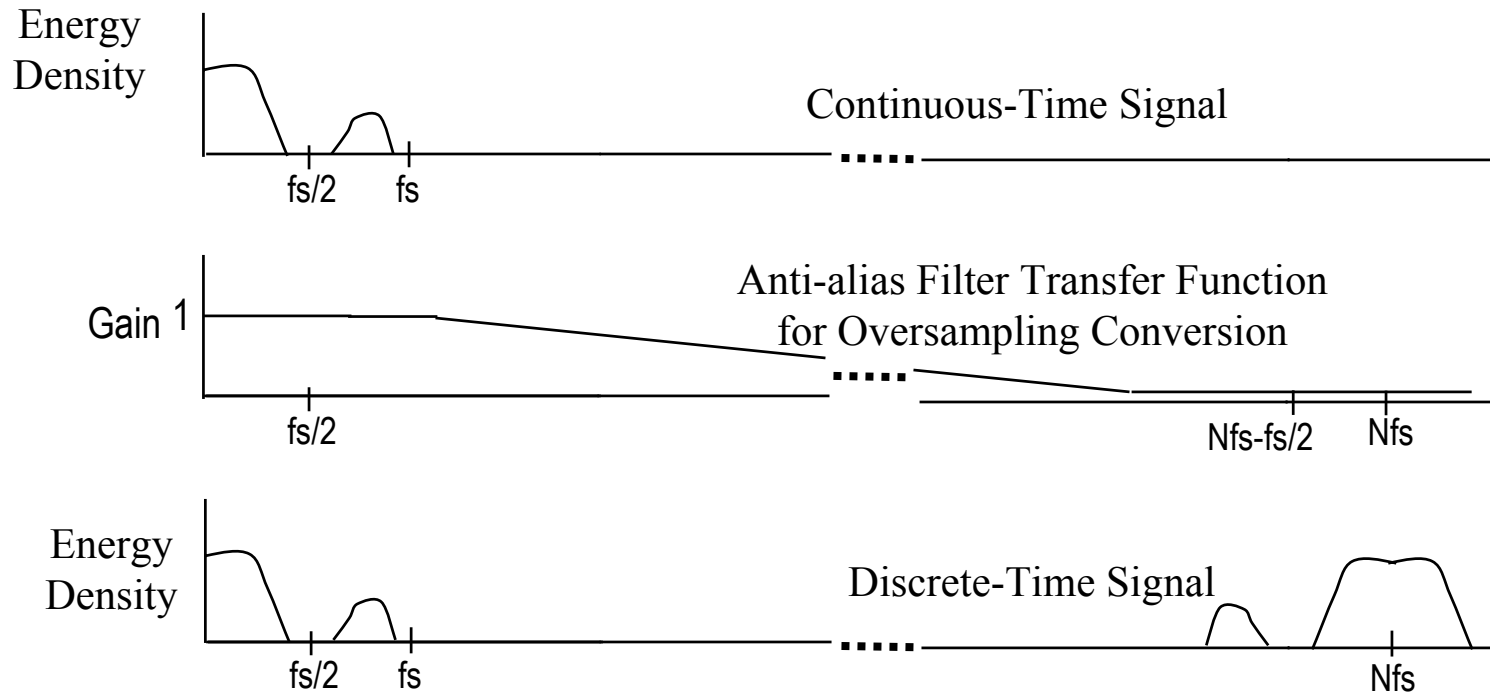 Energy
Density
Continuous-Time Signal
fs/2
fs
Gain 1
Anti-alias Filter Transfer Function
for Oversampling Conversion
fs/2
Nfs-fs/2
Nfs
Energy
Density
Discrete-Time Signal
fs/2
fs
Nfs